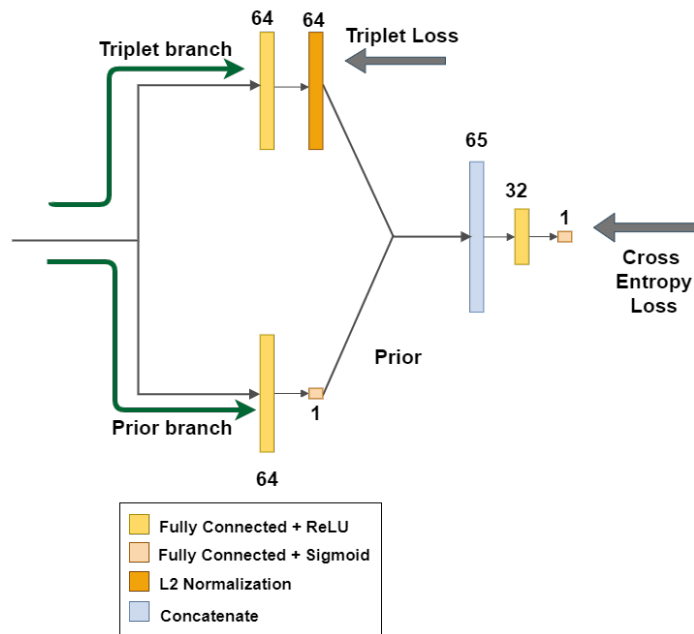 64
64
Triplet Loss
Triplet branch
65
32
1
Cross
Entropy
Loss
Prior
1
Prior branch
64
Fully Connected + ReLU
Fully Connected + Sigmoid
L2 Normalization
Concatenate